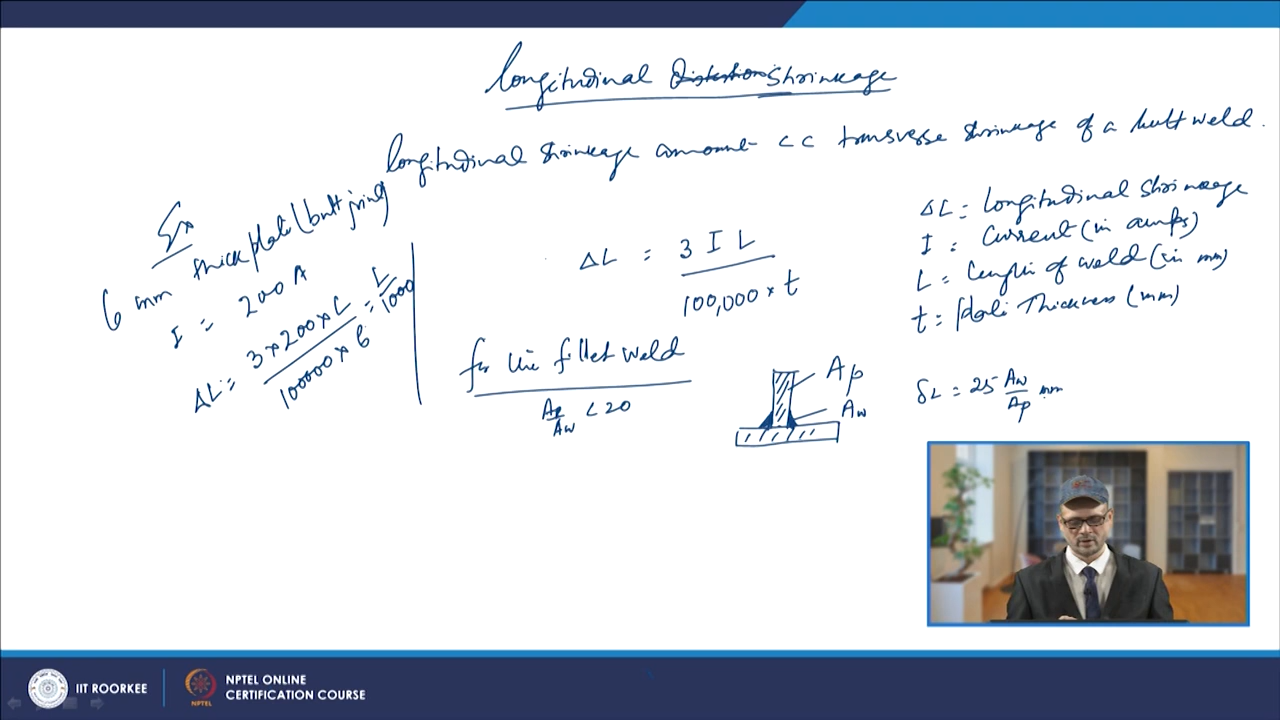 Longitudinal Distortion Shrinkage
Longitudinal shrinkage amount << transverse shrinkage of a butt weld.
Ex
6 mm thick plate (butt joint)
I = 200 A
ΔL = 3 × 200 × L / 100000 × 6 = L / 1000
ΔL = 3 I L / 100,000 × t
ΔL = Longitudinal Shrinkage
I = Current (in amps)
L = Length of weld (in mm)
t = plate Thickness (mm)
for the fillet weld
Ap / Aw < 20
Ap
Aw
δL = 25 Aw / Ap mm
IIT ROORKEE
NPTEL
NPTEL ONLINE
CERTIFICATION COURSE